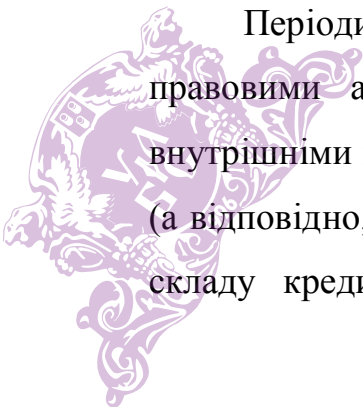 Періоди
правовими а
внутрішніми
(а відповідно,
складу креди